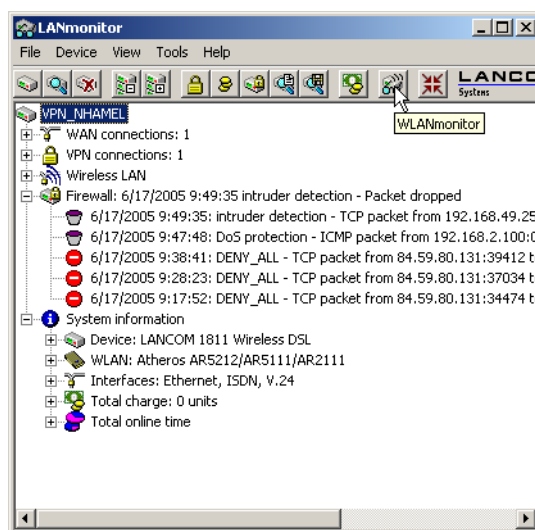 LANmonitor
File Device View Tools Help
LANCO
Systems
WLANmonitor
VPN_NHAMEL
WAN connections: 1
VPN connections: 1
Wireless LAN
Firewall: 6/17/2005 9:49:35 intruder detection - Packet dropped
6/17/2005 9:49:35: intruder detection - TCP packet from 192.168.49.25
6/17/2005 9:47:48: DoS protection - ICMP packet from 192.168.2.100:0
6/17/2005 9:38:41: DENY_ALL - TCP packet from 84.59.80.131:39412 t
6/17/2005 9:28:23: DENY_ALL - TCP packet from 84.59.80.131:37034 t
6/17/2005 9:17:52: DENY_ALL - TCP packet from 84.59.80.131:34474 t
System information
Device: LANCOM 1811 Wireless DSL
WLAN: Atheros AR5212/AR5111/AR2111
Interfaces: Ethernet, ISDN, V.24
Total charge: 0 units
Total online time